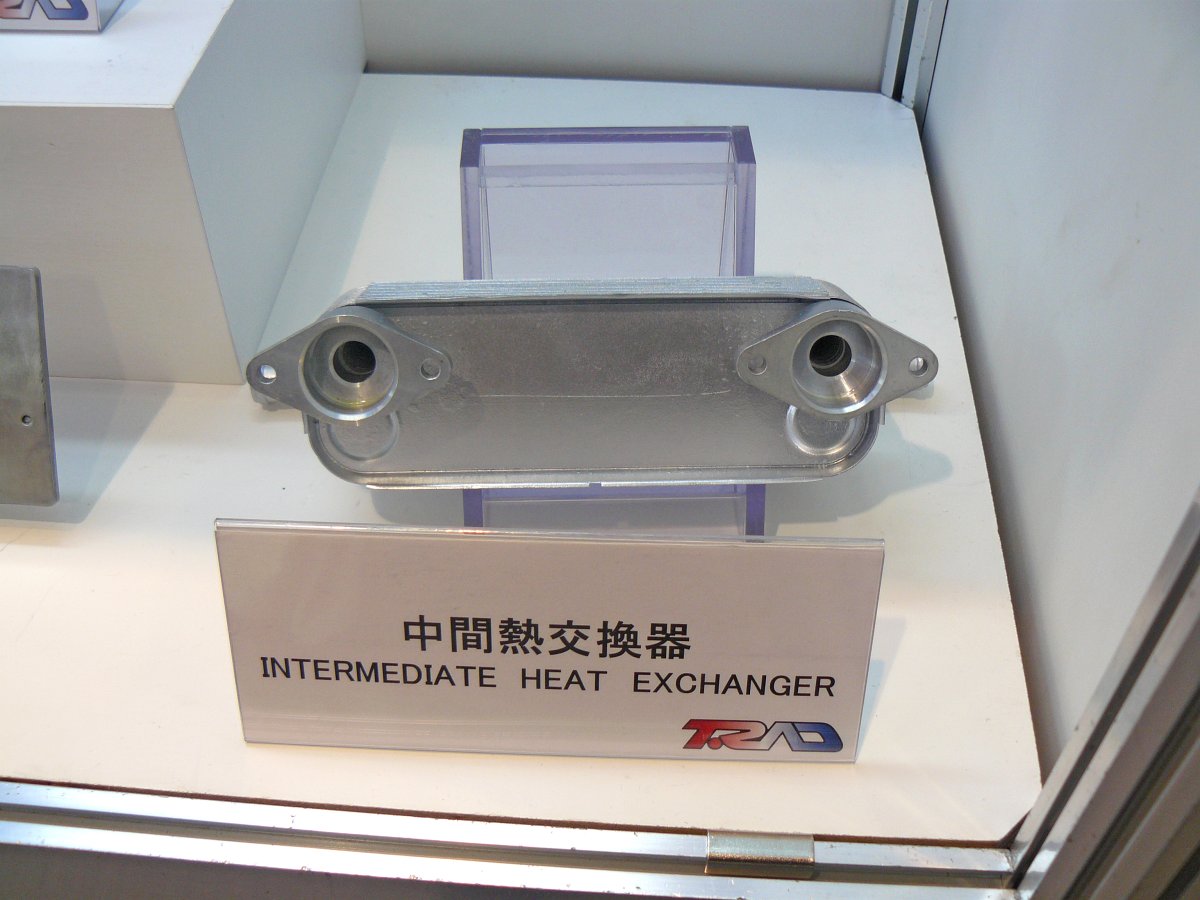 中間熱交換器
INTERMEDIATE HEAT EXCHANGER
T.RAD